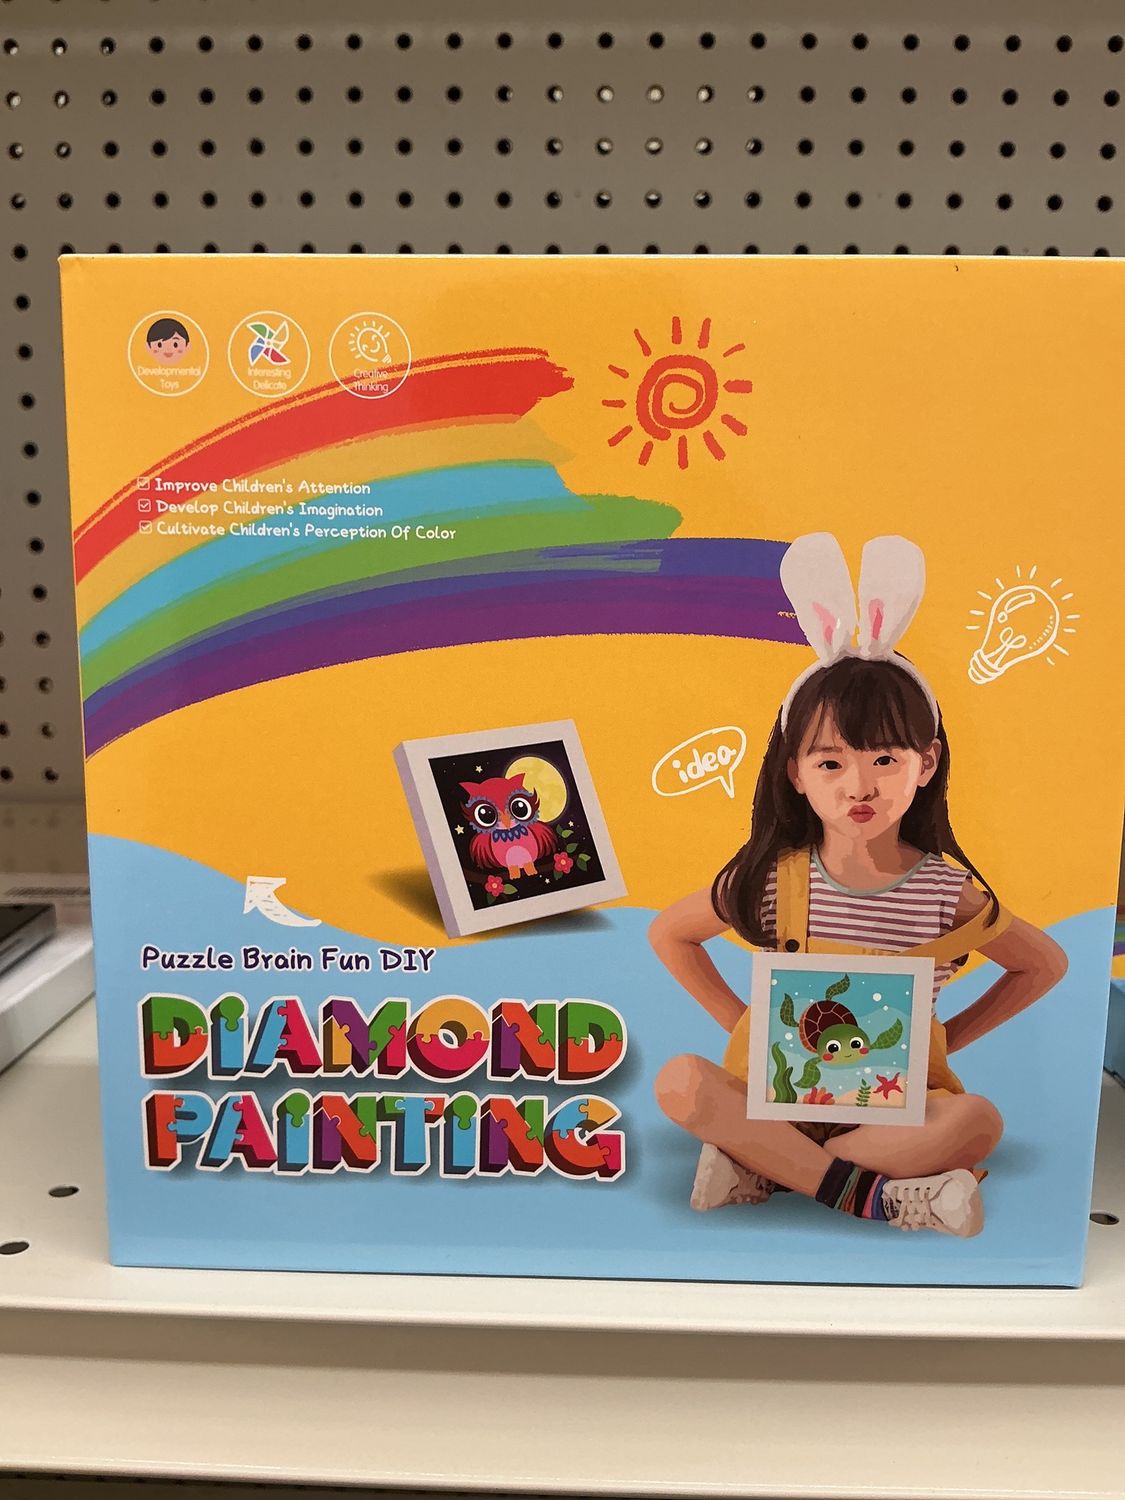 Developmental
Toys
Interesting
Delicate
Creative
Thinking
Improve Children's Attention
Develop Children's Imagination
Cultivate Children's Perception Of Color
idea
Puzzle Brain Fun DIY
DiAMOND
PAiNTiNG